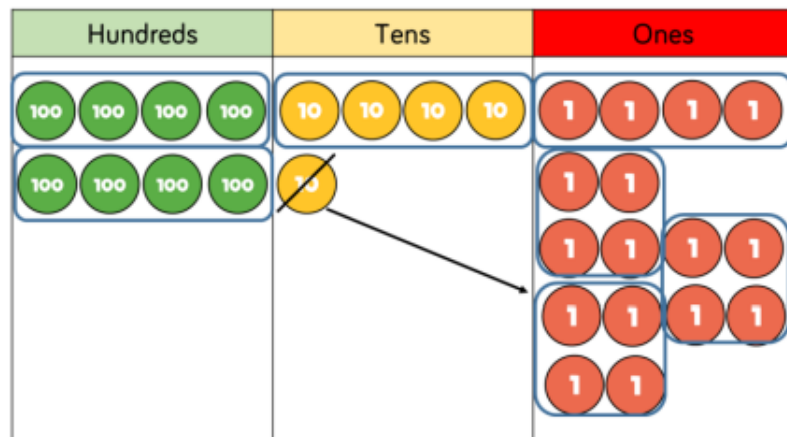 Hundreds Tens Ones
100 100 100 100 10 10 10 10 1 1 1 1
100 100 100 100 10 1 1
1 1 1 1
1 1 1 1
1 1